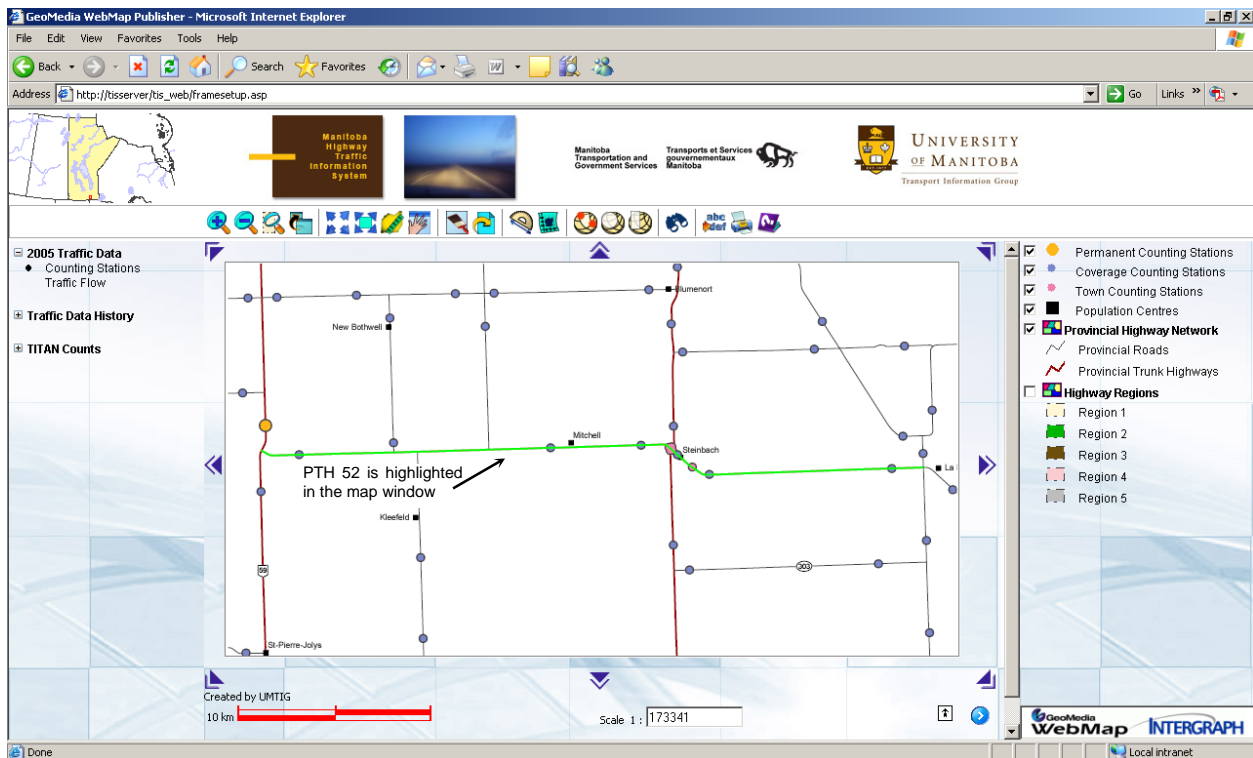 GeoMedia WebMap Publisher - Microsoft Internet Explorer
File Edit View Favorites Tools Help
Back Search Favorites
Address http://tisserver/tis_web/framesetup.asp Go Links »
Manitoba
Highway
Traffic
Information
System
Manitoba
Transportation and
Government Services
Transports et Services
gouvernementaux
Manitoba
UNIVERSITY
OF MANITOBA
Transport Information Group
abc
def
2005 Traffic Data
Counting Stations
Traffic Flow
Traffic Data History
TITAN Counts
Blumenort
New Bothwell
Mitchell
Steinbach
PTH 52 is highlighted
in the map window
La
Kleefeld
59
303
St-Pierre-Jolys
Permanent Counting Stations
Coverage Counting Stations
Town Counting Stations
Population Centres
Provincial Highway Network
Provincial Roads
Provincial Trunk Highways
Highway Regions
Region 1
Region 2
Region 3
Region 4
Region 5
Created by UMTIG
10 km
Scale 1 : 173341
GeoMedia
WebMap
INTERGRAPH
Done
Local intranet